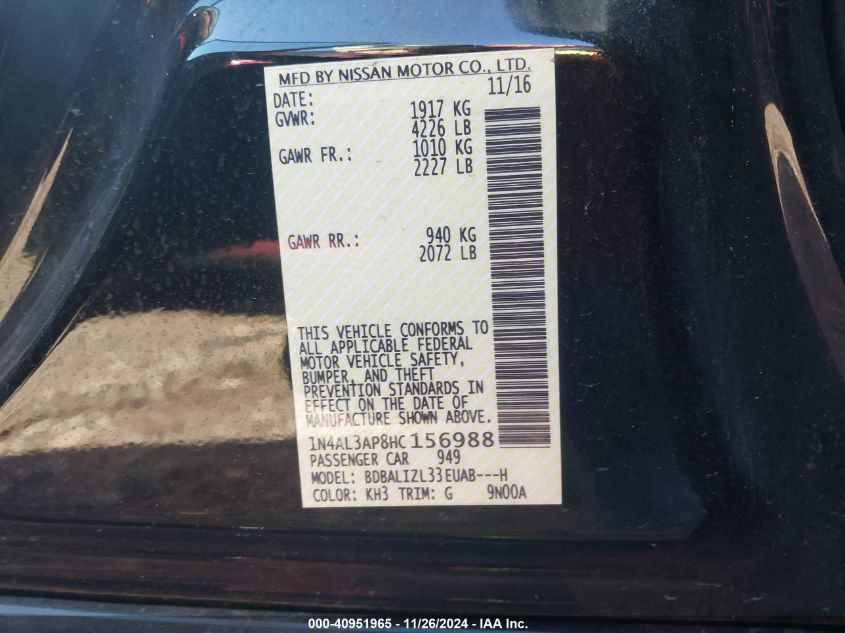 MFD BY NISSAN MOTOR CO., LTD.
DATE: 11/16
GVWR: 1917 KG
4226 LB
GAWR FR.: 1010 KG
2227 LB
GAWR RR.: 940 KG
2072 LB
THIS VEHICLE CONFORMS TO
ALL APPLICABLE FEDERAL
MOTOR VEHICLE SAFETY,
BUMPER, AND THEFT
PREVENTION STANDARDS IN
EFFECT ON THE DATE OF
MANUFACTURE SHOWN ABOVE.
1N4AL3AP8HC156988
PASSENGER CAR 949
MODEL: BDBALIZL33EUAB---H
COLOR: KH3 TRIM: G 9N00A
000-40951965 - 11/26/2024 - IAA Inc.